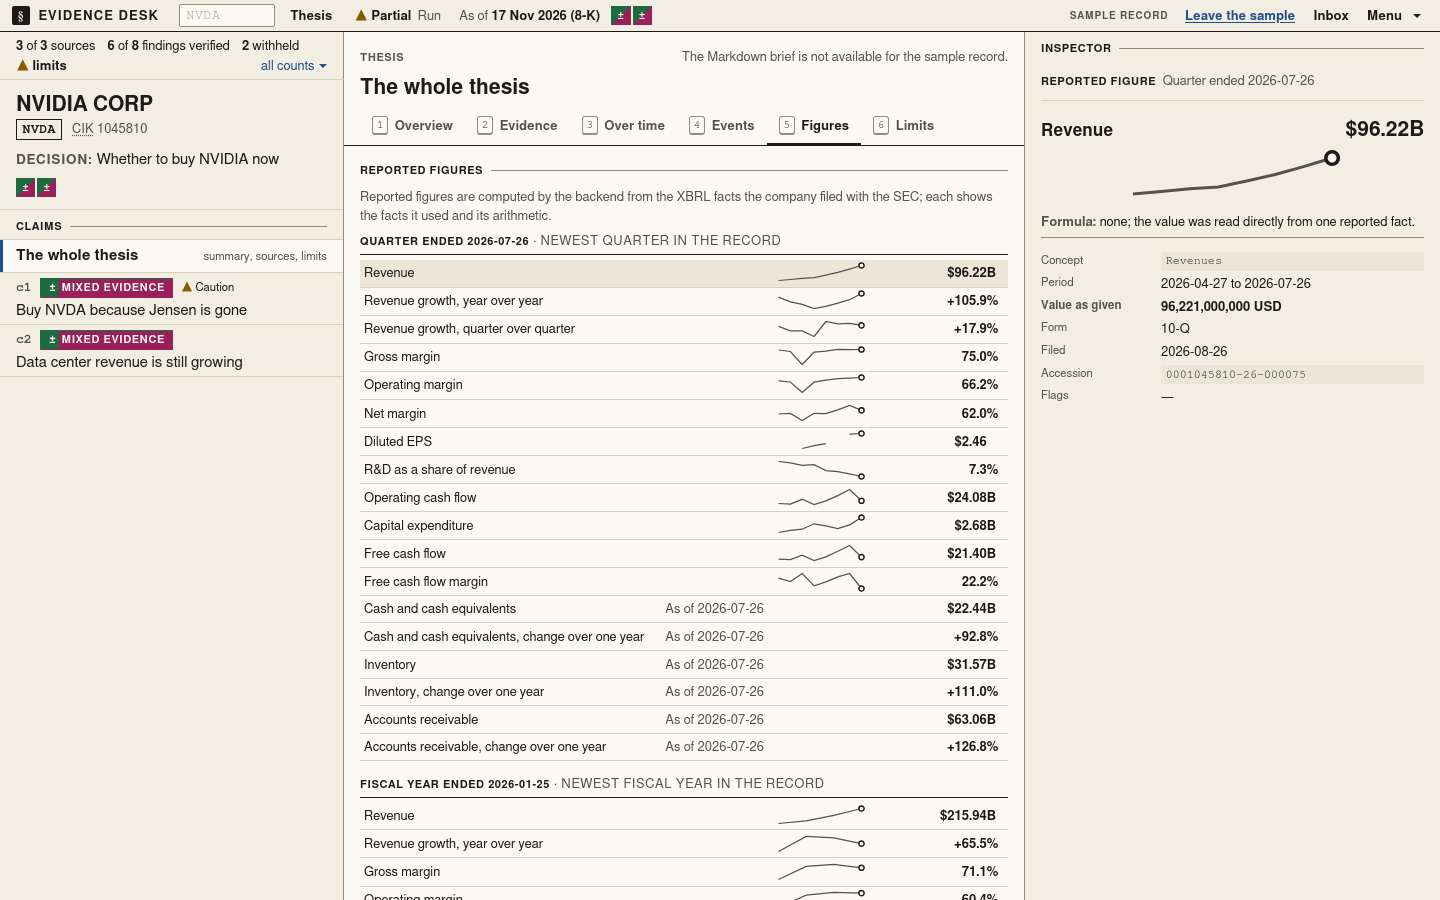 § EVIDENCE DESK NVDA Thesis Partial Run As of 17 Nov 2026 (8-K) ± ± SAMPLE RECORD Leave the sample Inbox Menu
3 of 3 sources 6 of 8 findings verified 2 withheld
limits all counts
NVIDIA CORP
NVDA CIK 1045810
DECISION: Whether to buy NVIDIA now
± ±
CLAIMS
The whole thesis summary, sources, limits
c1 ± MIXED EVIDENCE Caution
Buy NVDA because Jensen is gone
c2 ± MIXED EVIDENCE
Data center revenue is still growing
THESIS The Markdown brief is not available for the sample record.
The whole thesis
1 Overview 2 Evidence 3 Over time 4 Events 5 Figures 6 Limits
REPORTED FIGURES
Reported figures are computed by the backend from the XBRL facts the company filed with the SEC; each shows
the facts it used and its arithmetic.
QUARTER ENDED 2026-07-26 · NEWEST QUARTER IN THE RECORD
Revenue $96.22B
Revenue growth, year over year +105.9%
Revenue growth, quarter over quarter +17.9%
Gross margin 75.0%
Operating margin 66.2%
Net margin 62.0%
Diluted EPS $2.46
R&D as a share of revenue 7.3%
Operating cash flow $24.08B
Capital expenditure $2.68B
Free cash flow $21.40B
Free cash flow margin 22.2%
Cash and cash equivalents As of 2026-07-26 $22.44B
Cash and cash equivalents, change over one year As of 2026-07-26 +92.8%
Inventory As of 2026-07-26 $31.57B
Inventory, change over one year As of 2026-07-26 +111.0%
Accounts receivable As of 2026-07-26 $63.06B
Accounts receivable, change over one year As of 2026-07-26 +126.8%
FISCAL YEAR ENDED 2026-01-25 · NEWEST FISCAL YEAR IN THE RECORD
Revenue $215.94B
Revenue growth, year over year +65.5%
Gross margin 71.1%
Operating margin 60.4%
INSPECTOR
REPORTED FIGURE Quarter ended 2026-07-26
Revenue $96.22B
Formula: none; the value was read directly from one reported fact.
Concept Revenues
Period 2026-04-27 to 2026-07-26
Value as given 96,221,000,000 USD
Form 10-Q
Filed 2026-08-26
Accession 0001045810-26-000075
Flags —